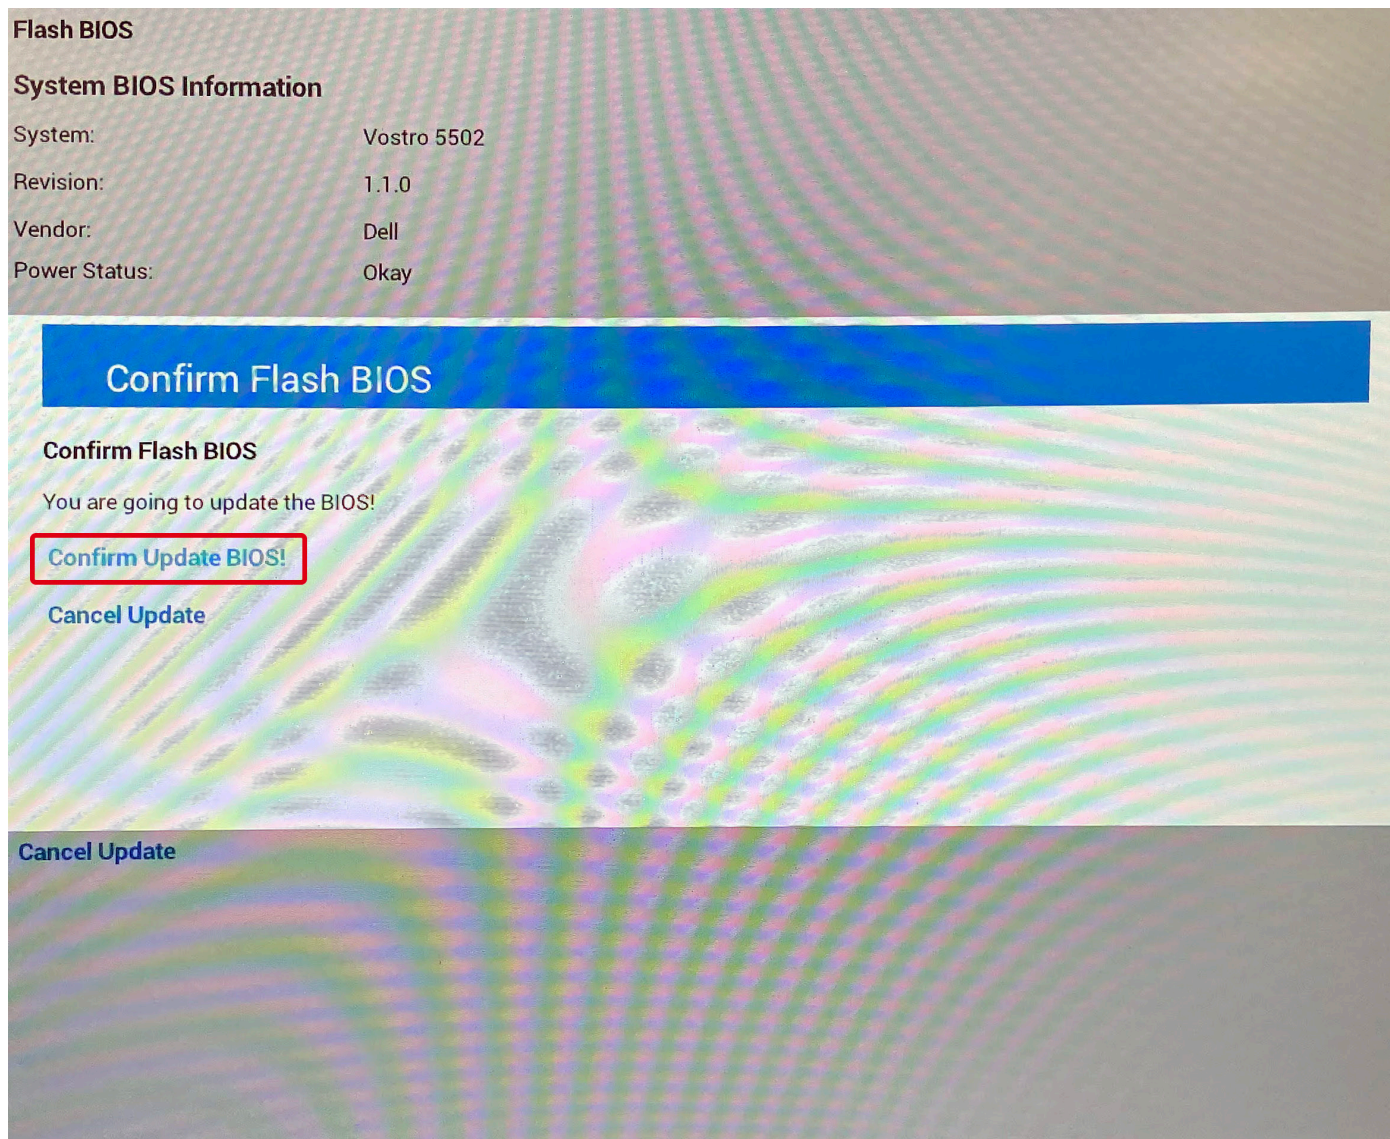 Flash BIOS
System BIOS Information
System: Vostro 5502
Revision: 1.1.0
Vendor: Dell
Power Status: Okay
Confirm Flash BIOS
Confirm Flash BIOS
You are going to update the BIOS!
Confirm Update BIOS!
Cancel Update
Cancel Update